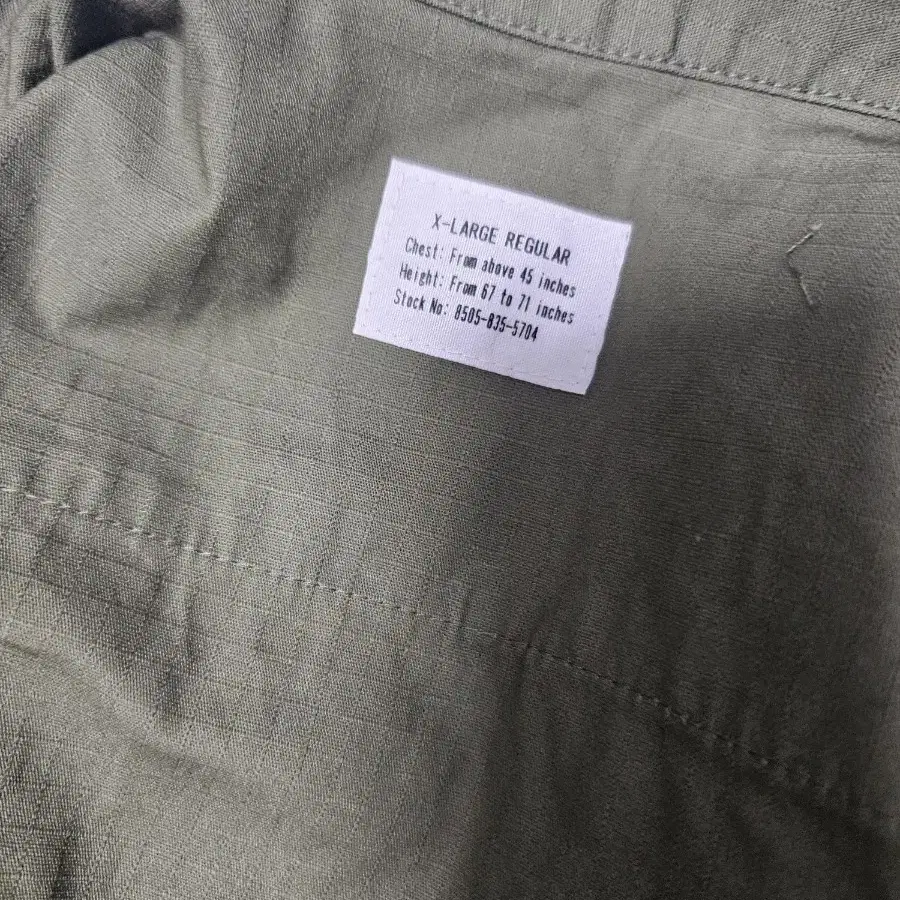 X-LARGE REGULAR
Chest: From above 45 inches
Height: From 67 to 71 inches
Stock No: 8505-835-5704